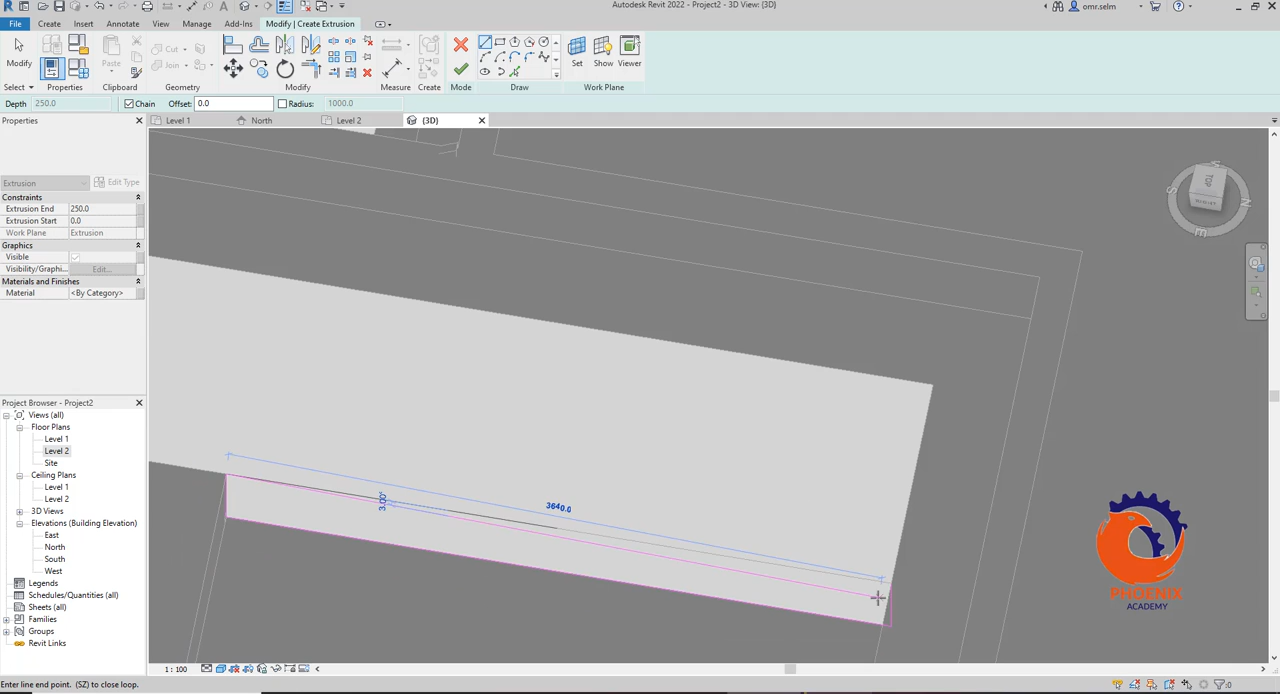 Autodesk Revit 2022 - Project2 - 3D View: {3D}
omr.selm
File Create Insert Annotate View Manage Add-Ins Modify | Create Extrusion
Modify
Paste
Cut
Join
Set Show Viewer
Select Properties Clipboard Geometry Modify Measure Create Mode Draw Work Plane
Depth 250.0 Chain Offset: 0.0 Radius: 1000.0
Properties
Level 1 North Level 2 {3D}
Extrusion Edit Type
Constraints
Extrusion End 250.0
Extrusion Start 0.0
Work Plane Extrusion
Graphics
Visible
Visibility/Graphi... Edit...
Materials and Finishes
Material <By Category>
Project Browser - Project2
Views (all)
Floor Plans
Level 1
Level 2
Site
Ceiling Plans
Level 1
Level 2
3D Views
Elevations (Building Elevation)
East
North
South
West
Legends
Schedules/Quantities (all)
Sheets (all)
Families
Groups
Revit Links
TOP
S
N
E
3640.0
3.00°
PHOENIX
ACADEMY
1 : 100
Enter line end point. (SZ) to close loop.
:0